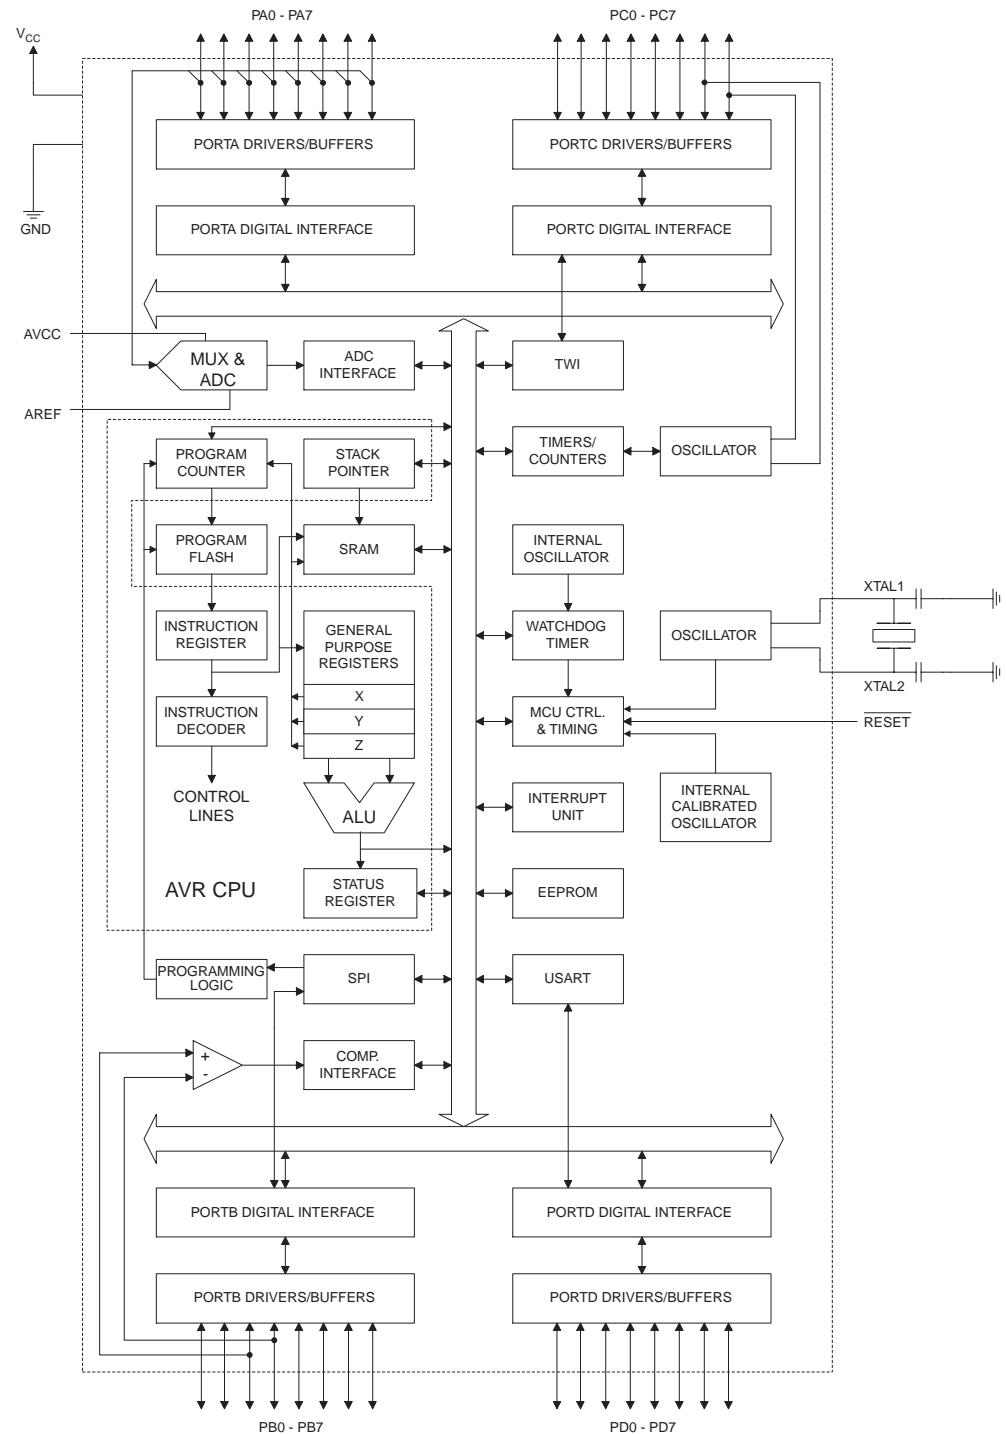 PA0 - PA7
PC0 - PC7
VCC
PORTA DRIVERS/BUFFERS
PORTC DRIVERS/BUFFERS
PORTA DIGITAL INTERFACE
PORTC DIGITAL INTERFACE
GND
AVCC
MUX &
ADC
ADC
INTERFACE
TWI
AREF
PROGRAM
COUNTER
STACK
POINTER
TIMERS/
COUNTERS
OSCILLATOR
PROGRAM
FLASH
SRAM
INTERNAL
OSCILLATOR
XTAL1
INSTRUCTION
REGISTER
GENERAL
PURPOSE
REGISTERS
WATCHDOG
TIMER
OSCILLATOR
XTAL2
X
INSTRUCTION
DECODER
Y
Z
MCU CTRL.
& TIMING
RESET
CONTROL
LINES
ALU
INTERRUPT
UNIT
INTERNAL
CALIBRATED
OSCILLATOR
AVR CPU
STATUS
REGISTER
EEPROM
PROGRAMMING
LOGIC
SPI
USART
+
-
COMP.
INTERFACE
PORTB DIGITAL INTERFACE
PORTD DIGITAL INTERFACE
PORTB DRIVERS/BUFFERS
PORTD DRIVERS/BUFFERS
PB0 - PB7
PD0 - PD7